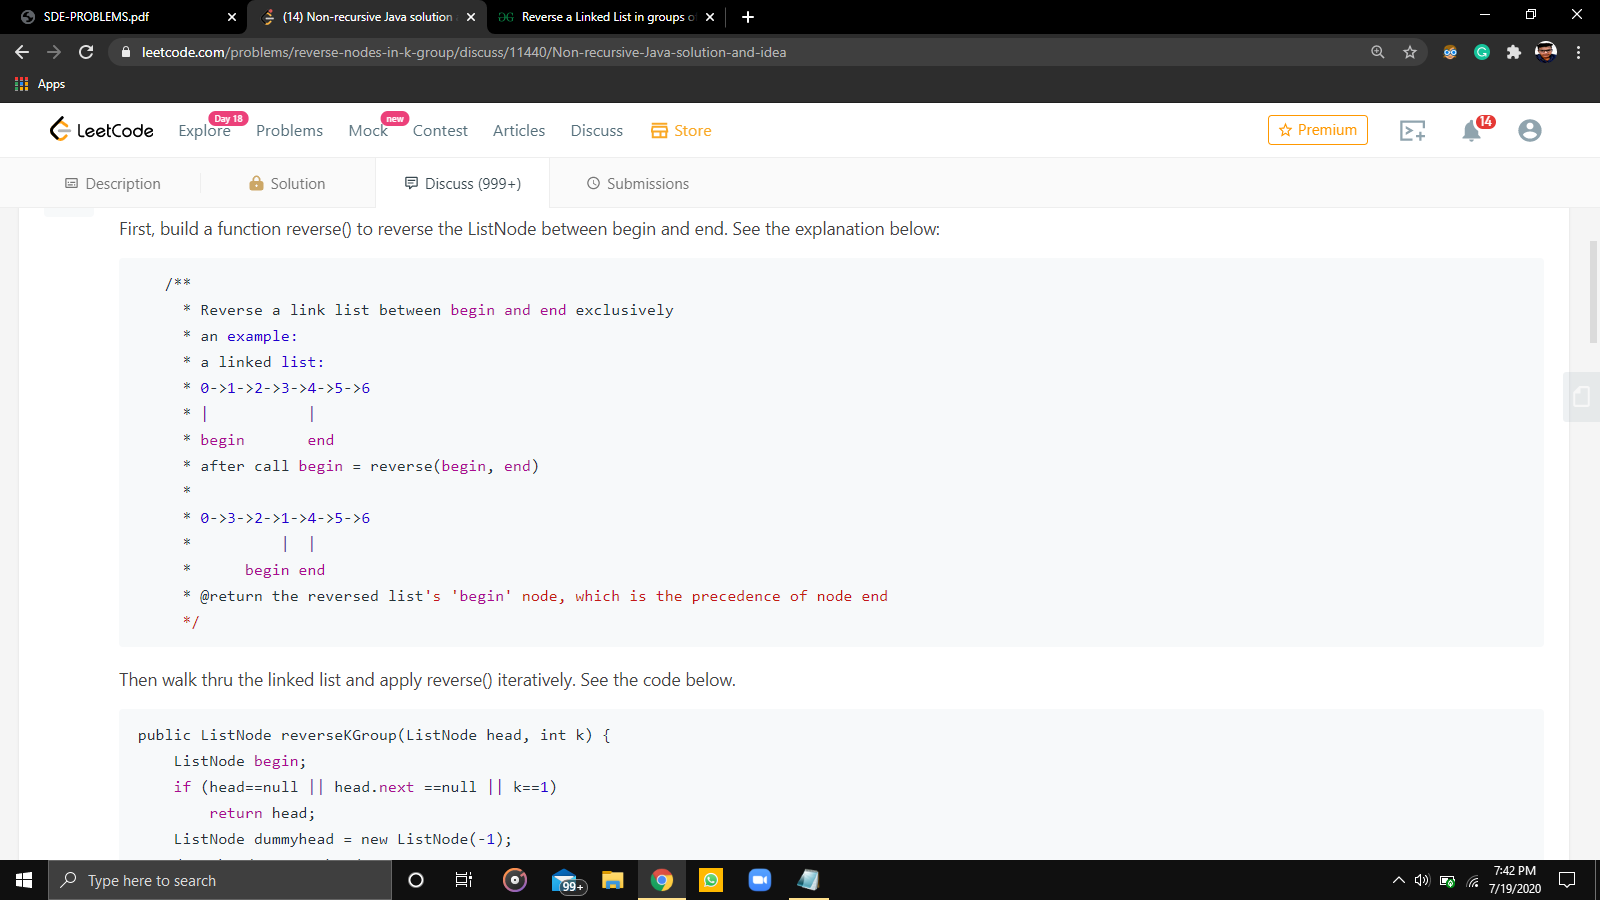 SDE-PROBLEMS.pdf
(14) Non-recursive Java solution
Reverse a Linked List in groups o
leetcode.com/problems/reverse-nodes-in-k-group/discuss/11440/Non-recursive-Java-solution-and-idea
Apps
LeetCode
Explore
Day 18
Problems
Mock
new
Contest
Articles
Discuss
Store
Premium
14
Description
Solution
Discuss (999+)
Submissions
First, build a function reverse() to reverse the ListNode between begin and end. See the explanation below:
/**
* Reverse a link list between begin and end exclusively
* an example:
* a linked list:
* 0->1->2->3->4->5->6
* |           |
* begin       end
* after call begin = reverse(begin, end)
*
* 0->3->2->1->4->5->6
*          |  |
*      begin end
* @return the reversed list's 'begin' node, which is the precedence of node end
*/
Then walk thru the linked list and apply reverse() iteratively. See the code below.
public ListNode reverseKGroup(ListNode head, int k) {
ListNode begin;
if (head==null || head.next ==null || k==1)
return head;
ListNode dummyhead = new ListNode(-1);
Type here to search
99+
7:42 PM
7/19/2020